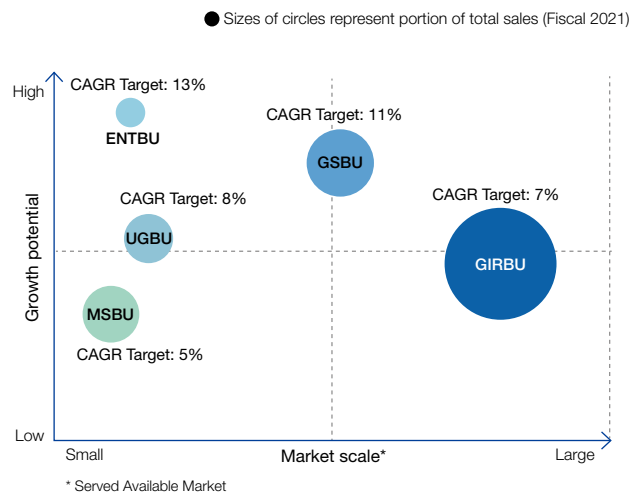 ● Sizes of circles represent portion of total sales (Fiscal 2021)
High
CAGR Target: 13%
ENTBU
CAGR Target: 11%
GSBU
CAGR Target: 8%
UGBU
CAGR Target: 7%
GIRBU
MSBU
CAGR Target: 5%
Growth potential
Low
Small
Market scale*
Large
* Served Available Market